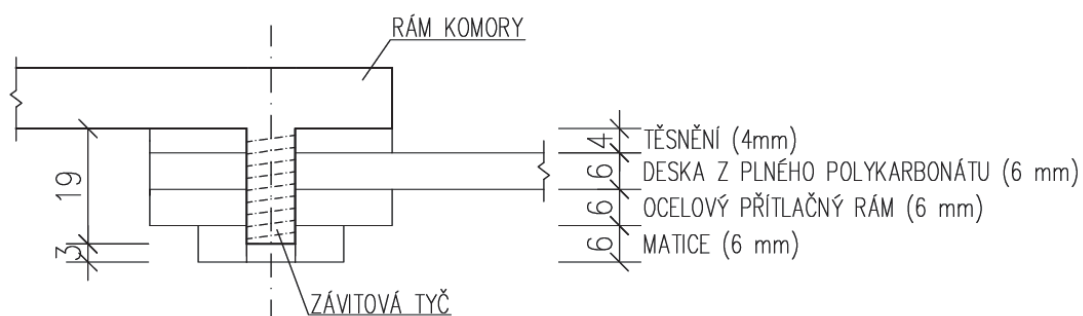 RÁM KOMORY
4 TĚSNĚNÍ (4mm)
6 DESKA Z PLNÉHO POLYKARBONÁTU (6 mm)
19
6 OCELOVÝ PŘÍTLAČNÝ RÁM (6 mm)
3
6 MATICE (6 mm)
ZÁVITOVÁ TYČ